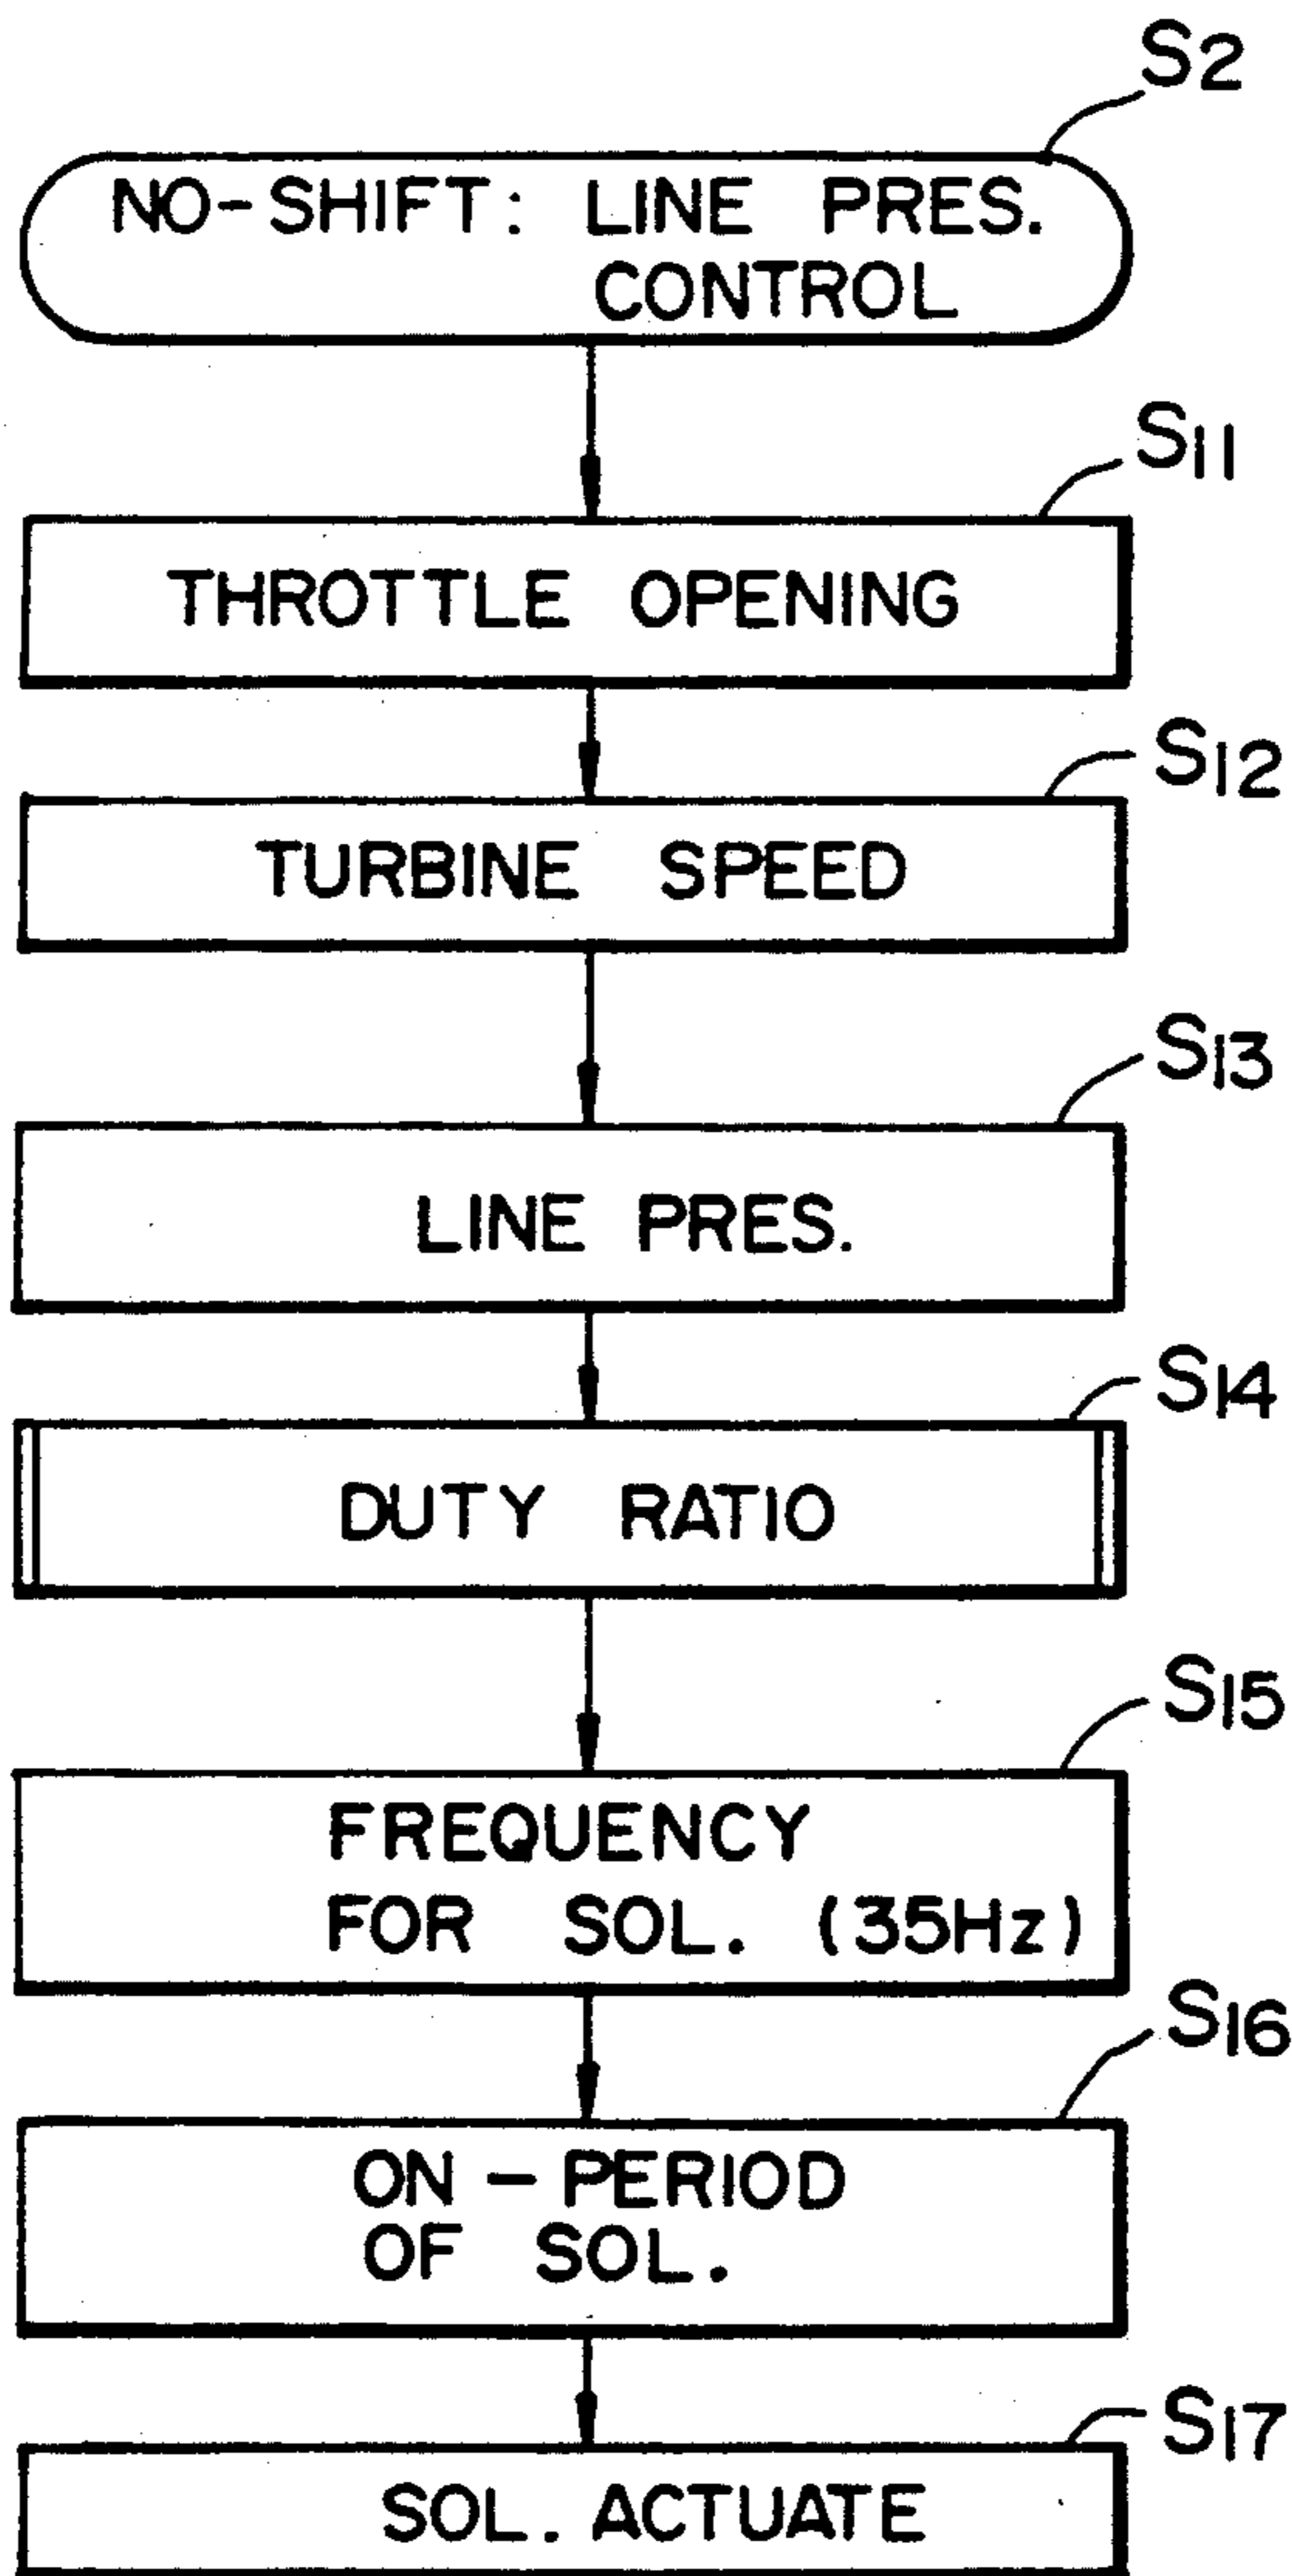 S2
NO-SHIFT: LINE PRES.
CONTROL
S11
THROTTLE OPENING
S12
TURBINE SPEED
S13
LINE PRES.
S14
DUTY RATIO
S15
FREQUENCY
FOR SOL. (35Hz)
S16
ON-PERIOD
OF SOL.
S17
SOL. ACTUATE